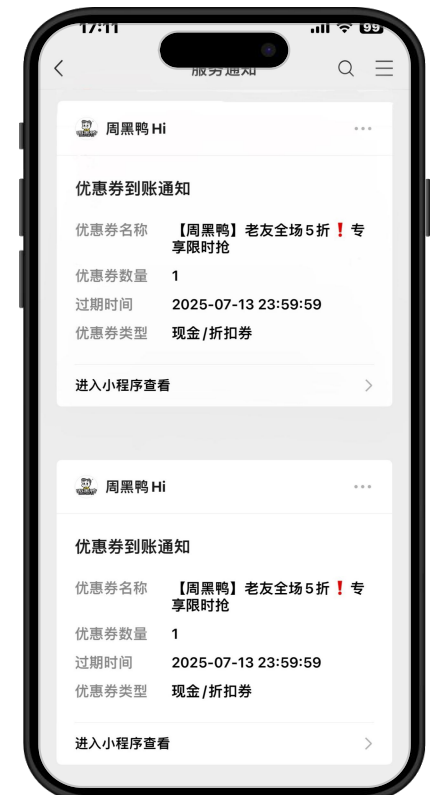 17:11
99
服务通知
周黑鸭Hi
优惠券到账通知
优惠券名称 【周黑鸭】老友全场5折❗专
享限时抢
优惠券数量 1
过期时间 2025-07-13 23:59:59
优惠券类型 现金/折扣券
进入小程序查看
周黑鸭Hi
优惠券到账通知
优惠券名称 【周黑鸭】老友全场5折❗专
享限时抢
优惠券数量 1
过期时间 2025-07-13 23:59:59
优惠券类型 现金/折扣券
进入小程序查看